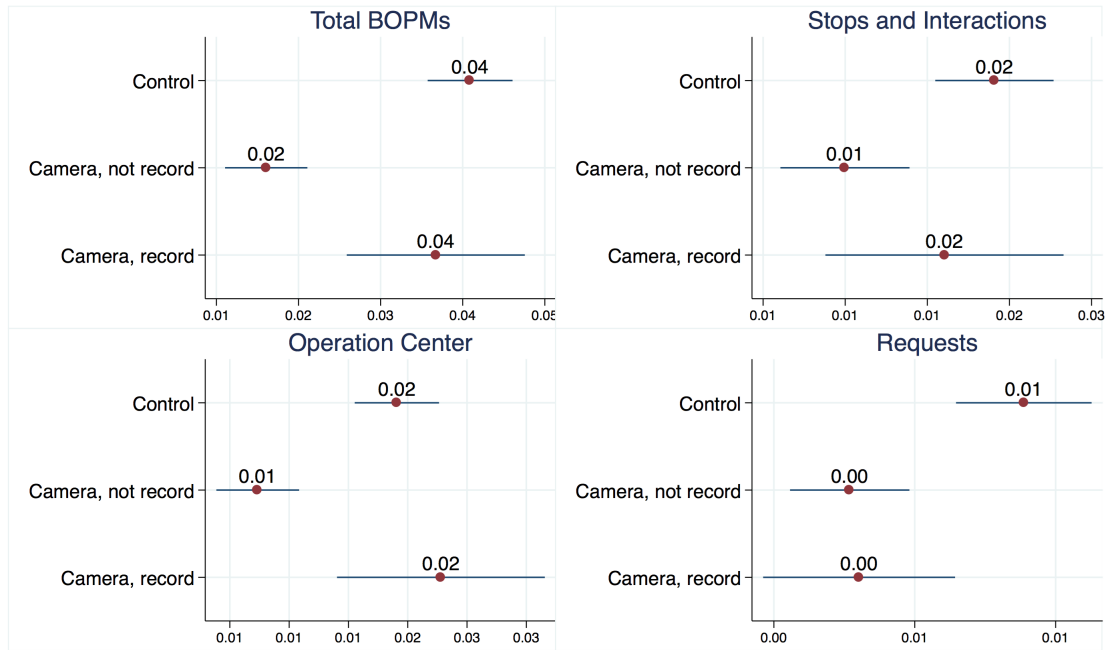 Total BOPMs
Control
0.04
Camera, not record
0.02
Camera, record
0.04
0.01 0.02 0.03 0.04 0.05
Stops and Interactions
Control
0.02
Camera, not record
0.01
Camera, record
0.02
0.01 0.01 0.01 0.02 0.03
Operation Center
Control
0.02
Camera, not record
0.01
Camera, record
0.02
0.01 0.01 0.01 0.02 0.03 0.03
Requests
Control
0.01
Camera, not record
0.00
Camera, record
0.00
0.00 0.01 0.01